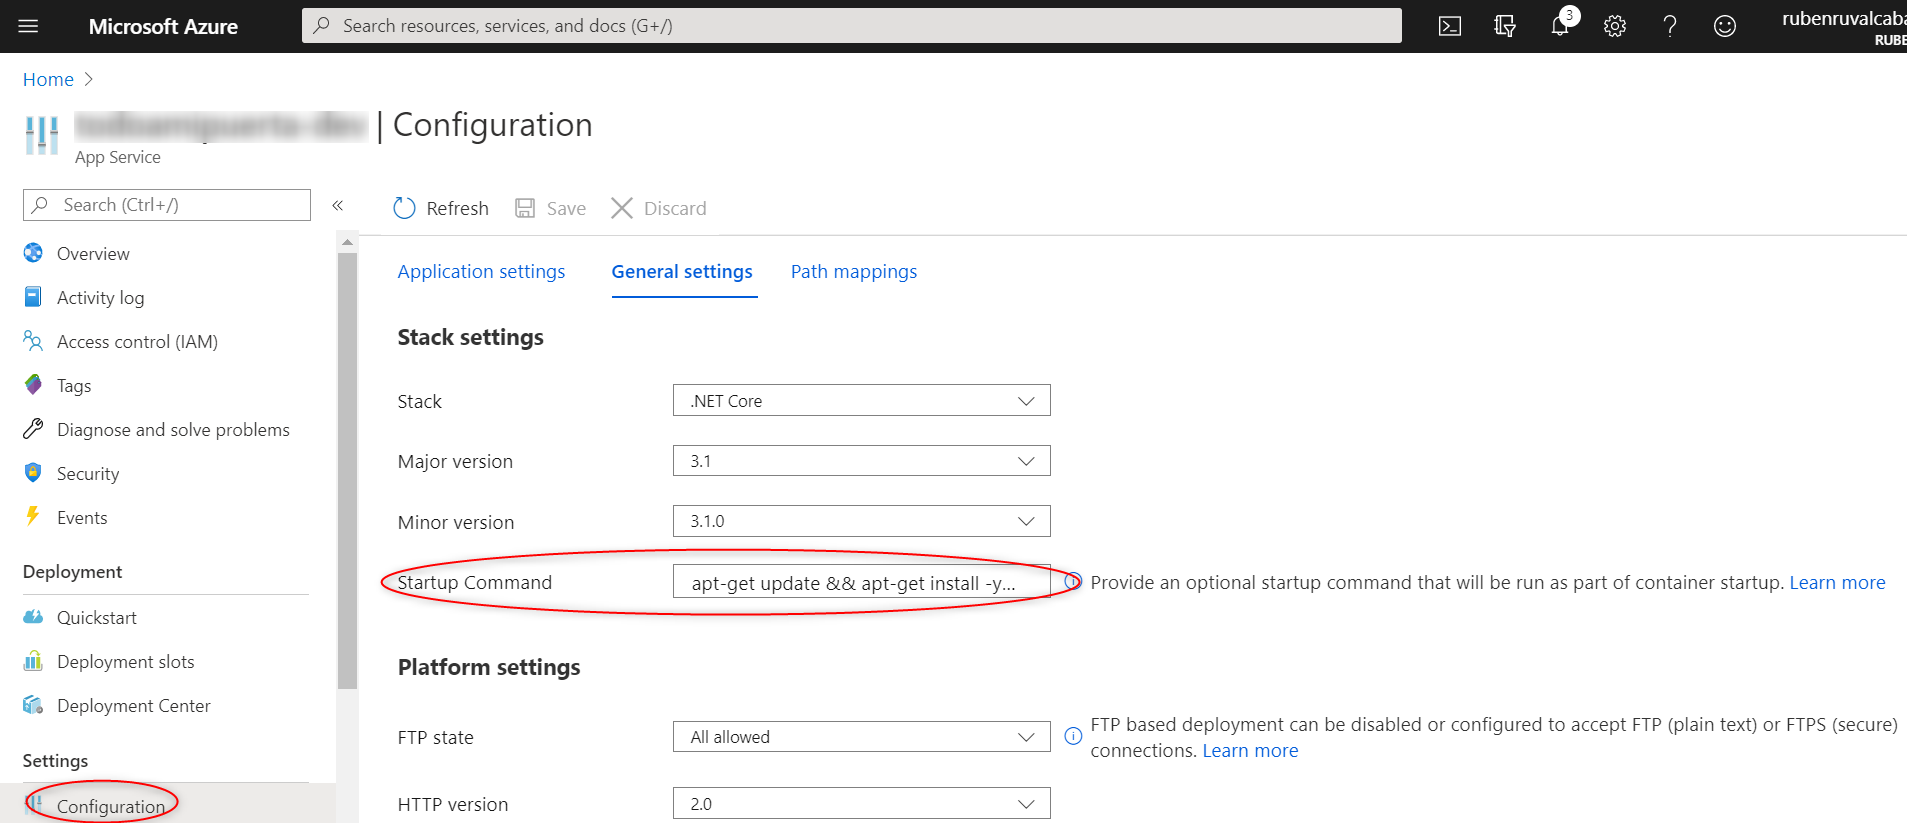 Microsoft Azure
Search resources, services, and docs (G+/)
3
rubenruvalcaba
RUBE
Home
| Configuration
App Service
Search (Ctrl+/)
«
Refresh
Save
Discard
Overview
Activity log
Access control (IAM)
Tags
Diagnose and solve problems
Security
Events
Deployment
Quickstart
Deployment slots
Deployment Center
Settings
Configuration
Application settings
General settings
Path mappings
Stack settings
Stack
.NET Core
Major version
3.1
Minor version
3.1.0
Startup Command
apt-get update && apt-get install -y...
Provide an optional startup command that will be run as part of container startup. Learn more
Platform settings
FTP state
All allowed
FTP based deployment can be disabled or configured to accept FTP (plain text) or FTPS (secure)
connections. Learn more
HTTP version
2.0